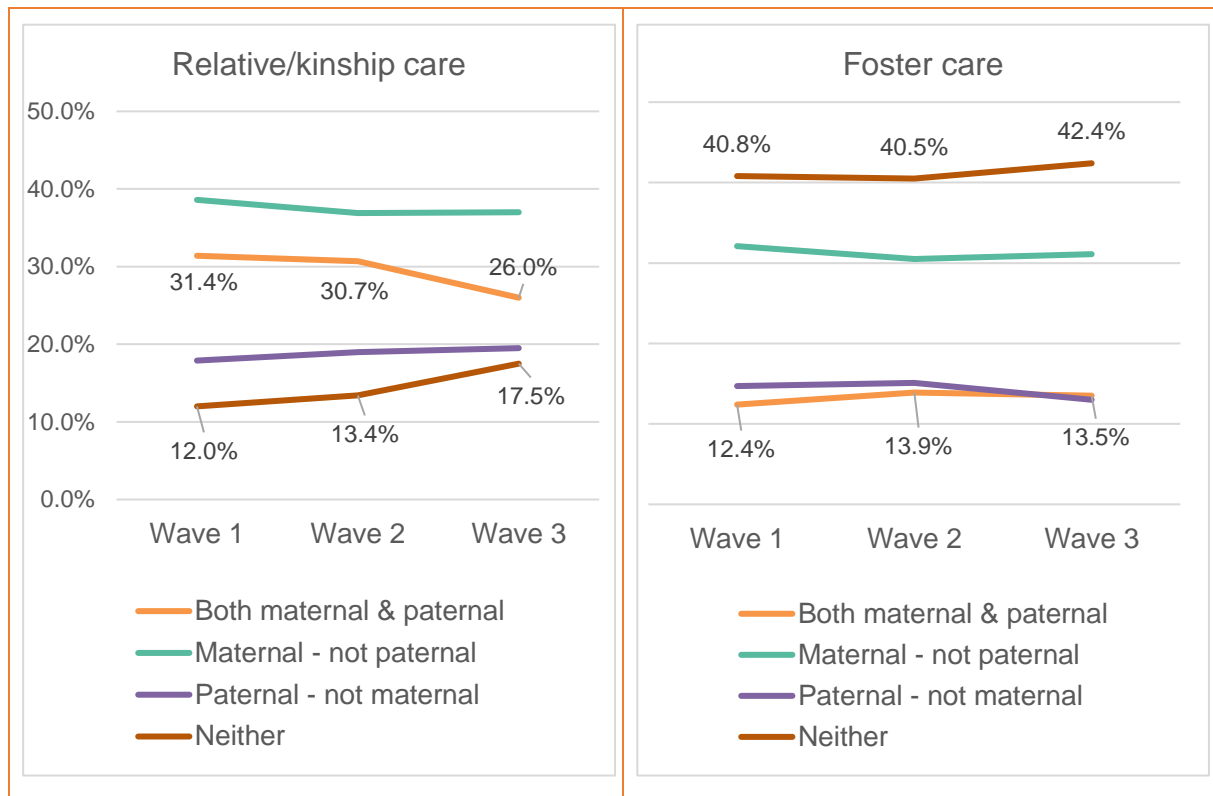 Relative/kinship care
50.0%
40.0%
30.0%
20.0%
10.0%
0.0%
31.4%
30.7%
26.0%
12.0%
13.4%
17.5%
Wave 1 Wave 2 Wave 3
Both maternal & paternal
Maternal - not paternal
Paternal - not maternal
Neither
Foster care
40.8%
40.5%
42.4%
12.4%
13.9%
13.5%
Wave 1 Wave 2 Wave 3
Both maternal & paternal
Maternal - not paternal
Paternal - not maternal
Neither